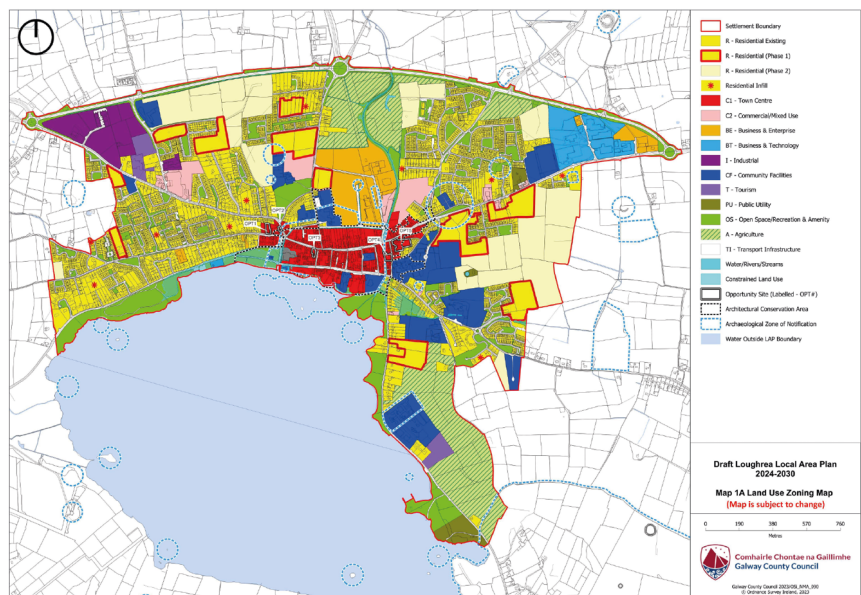 Settlement Boundary
R - Residential Existing
R - Residential (Phase 1)
R - Residential (Phase 2)
Residential Infill
C1 - Town Centre
C2 - Commercial/Mixed Use
BE - Business & Enterprise
BT - Business & Technology
I - Industrial
CF - Community Facilities
T - Tourism
PU - Public Utility
OS - Open Space/Recreation & Amenity
A - Agriculture
TI - Transport Infrastructure
Water/Rivers/Streams
Constrained Land Use
Opportunity Site (Labelled - OPT#)
Architectural Conservation Area
Archaeological Zone of Notification
Water Outside LAP Boundary
Draft Loughrea Local Area Plan
2024-2030
Map 1A Land Use Zoning Map
(Map is subject to change)
0 190 380 570 760
Metres
Comhairle Chontae na Gaillimhe
Galway County Council
© Ordnance Survey Ireland, 2023